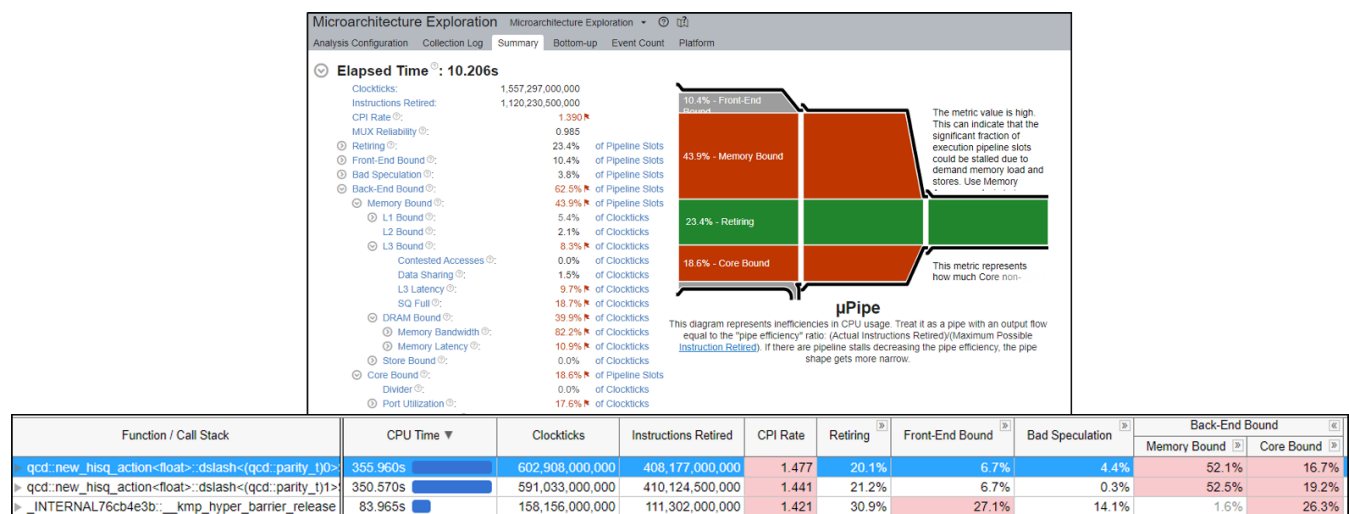 Microarchitecture Exploration Microarchitecture Exploration
Analysis Configuration Collection Log Summary Bottom-up Event Count Platform
Elapsed Time: 10.206s
Clockticks: 1,557,297,000,000
Instructions Retired: 1,120,230,500,000
CPI Rate: 1.390
MUX Reliability: 0.985
Retiring: 23.4% of Pipeline Slots
Front-End Bound: 10.4% of Pipeline Slots
Bad Speculation: 3.8% of Pipeline Slots
Back-End Bound: 62.5% of Pipeline Slots
Memory Bound: 43.9% of Pipeline Slots
L1 Bound: 5.4% of Clockticks
L2 Bound: 2.1% of Clockticks
L3 Bound: 8.3% of Clockticks
Contested Accesses: 0.0% of Clockticks
Data Sharing: 1.5% of Clockticks
L3 Latency: 9.7% of Clockticks
SQ Full: 18.7% of Clockticks
DRAM Bound: 39.9% of Clockticks
Memory Bandwidth: 82.2% of Clockticks
Memory Latency: 10.9% of Clockticks
Store Bound: 0.0% of Clockticks
Core Bound: 18.6% of Pipeline Slots
Divider: 0.0% of Clockticks
Port Utilization: 17.6% of Clockticks
10.4% - Front-End
Bound
43.9% - Memory Bound
23.4% - Retiring
18.6% - Core Bound
The metric value is high.
This can indicate that the
significant fraction of
execution pipeline slots
could be stalled due to
demand memory load and
stores. Use Memory
This metric represents
how much Core non-
µPipe
This diagram represents inefficiencies in CPU usage. Treat it as a pipe with an output flow
equal to the "pipe efficiency" ratio: (Actual Instructions Retired)/(Maximum Possible
Instruction Retired). If there are pipeline stalls decreasing the pipe efficiency, the pipe
shape gets more narrow.
Function / Call Stack CPU Time Clockticks Instructions Retired CPI Rate Retiring Front-End Bound Bad Speculation Back-End Bound
Memory Bound Core Bound
qcd::new_hisq_action<float>::dslash<(qcd::parity_t)0> 355.960s 602,908,000,000 408,177,000,000 1.477 20.1% 6.7% 4.4% 52.1% 16.7%
qcd::new_hisq_action<float>::dslash<(qcd::parity_t)1> 350.570s 591,033,000,000 410,124,500,000 1.441 21.2% 6.7% 0.3% 52.5% 19.2%
_INTERNAL76cb4e3b::__kmp_hyper_barrier_release 83.965s 158,156,000,000 111,302,000,000 1.421 30.9% 27.1% 14.1% 1.6% 26.3%